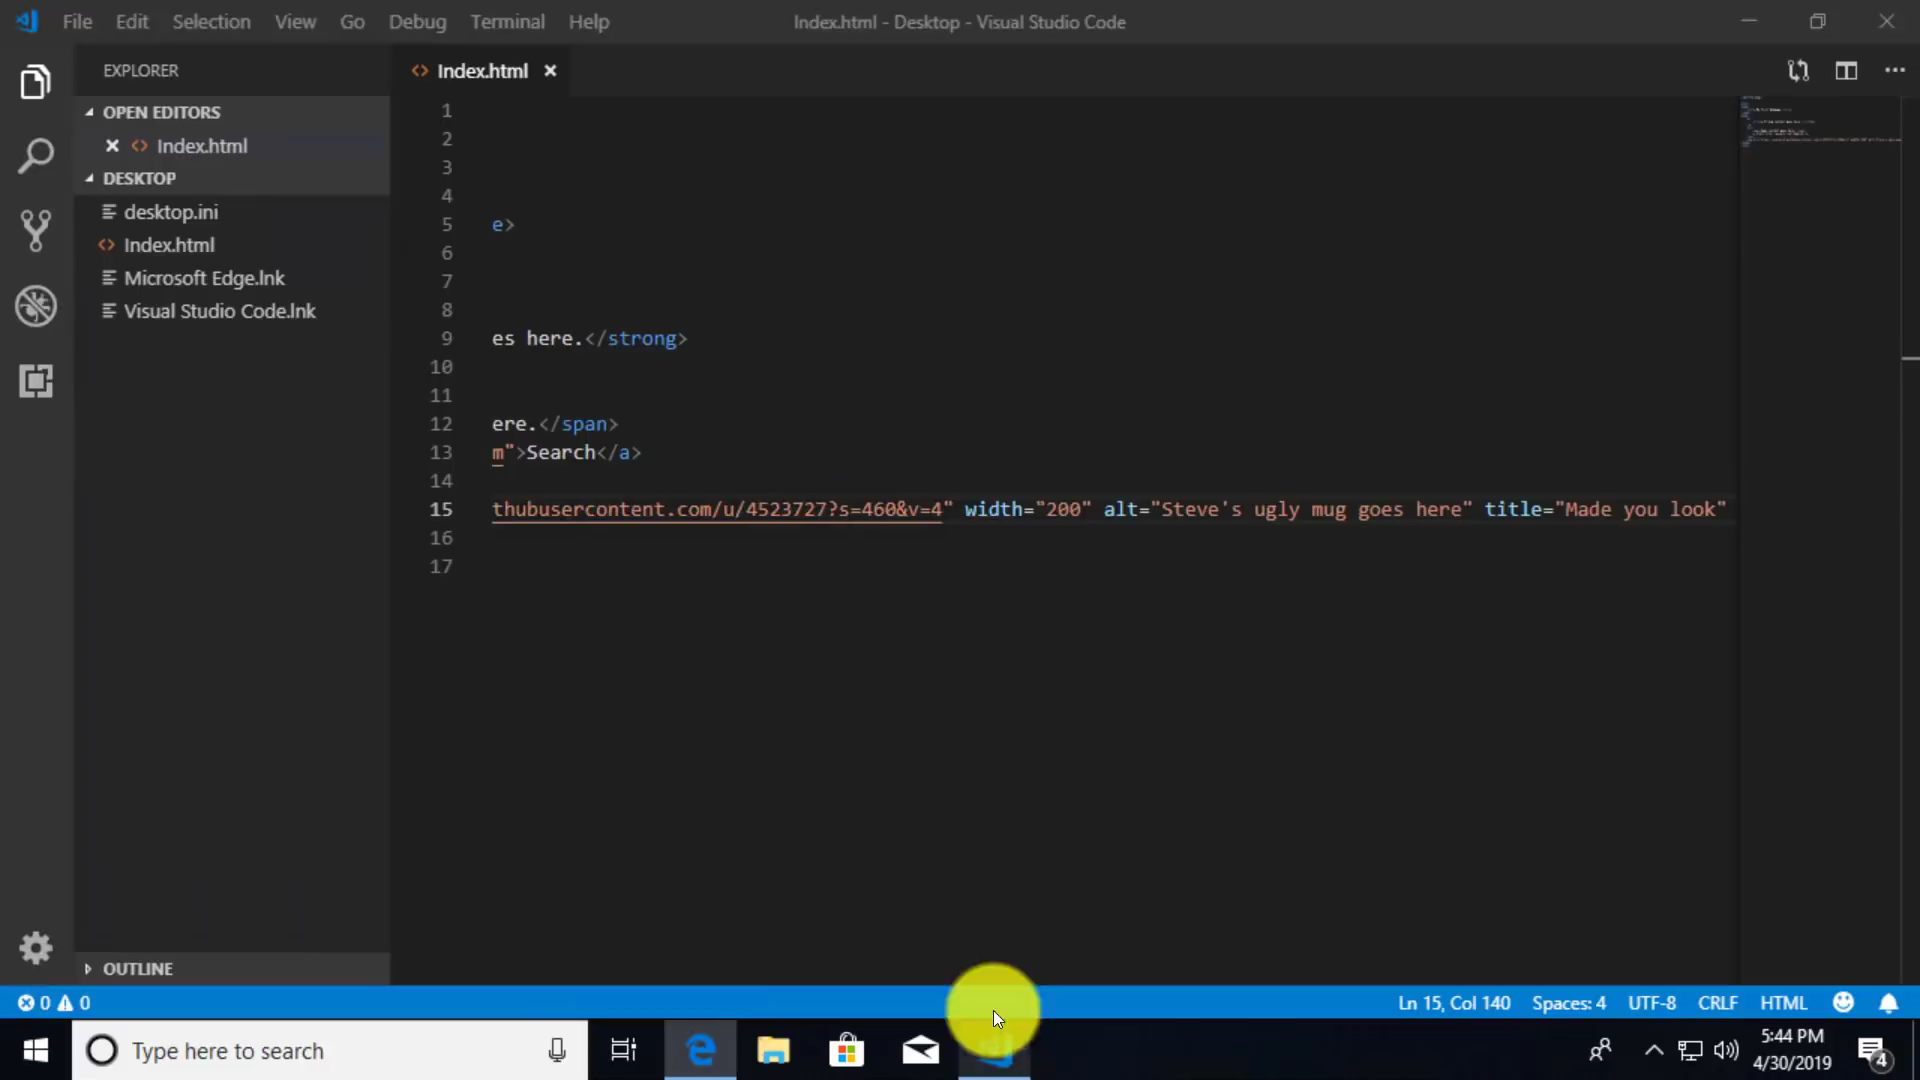 File Edit Selection View Go Debug Terminal Help
Index.html - Desktop - Visual Studio Code
EXPLORER
Index.html
OPEN EDITORS
Index.html
DESKTOP
desktop.ini
Index.html
Microsoft Edge.lnk
Visual Studio Code.lnk
OUTLINE
1
2
3
4
5 e>
6
7
8
9 es here.</strong>
10
11
12 ere.</span>
13 m">Search</a>
14
15 thubusercontent.com/u/4523727?s=460&v=4" width="200" alt="Steve's ugly mug goes here" title="Made you look"
16
17
0 0
Ln 15, Col 140 Spaces: 4 UTF-8 CRLF HTML
Type here to search
5:44 PM
4/30/2019
4